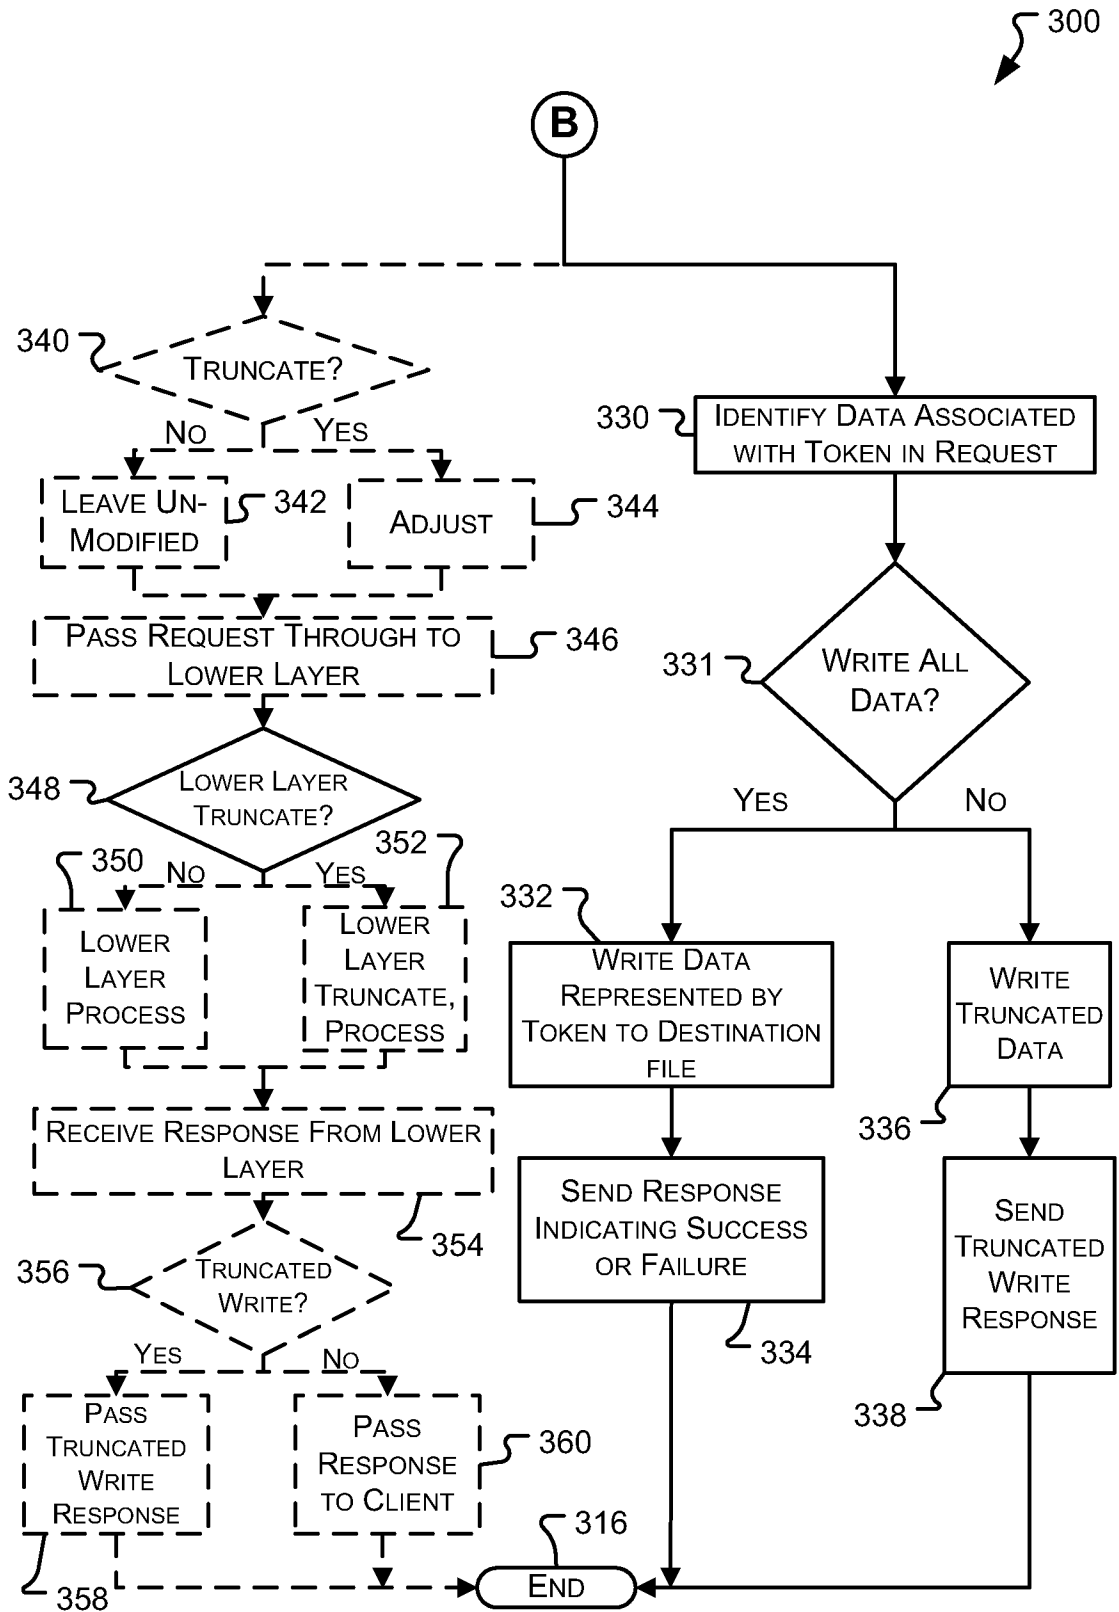 300
B
340
TRUNCATE?
NO
YES
LEAVE UN-
MODIFIED
342
ADJUST
344
PASS REQUEST THROUGH TO
LOWER LAYER
346
348
LOWER LAYER
TRUNCATE?
350
NO
YES
352
LOWER
LAYER
PROCESS
LOWER
LAYER
TRUNCATE,
PROCESS
RECEIVE RESPONSE FROM LOWER
LAYER
354
356
TRUNCATED
WRITE?
YES
NO
PASS
TRUNCATED
WRITE
RESPONSE
358
PASS
RESPONSE
TO CLIENT
360
330
IDENTIFY DATA ASSOCIATED
WITH TOKEN IN REQUEST
331
WRITE ALL
DATA?
YES
NO
332
WRITE DATA
REPRESENTED BY
TOKEN TO DESTINATION
FILE
WRITE
TRUNCATED
DATA
336
SEND RESPONSE
INDICATING SUCCESS
OR FAILURE
334
SEND
TRUNCATED
WRITE
RESPONSE
338
316
END